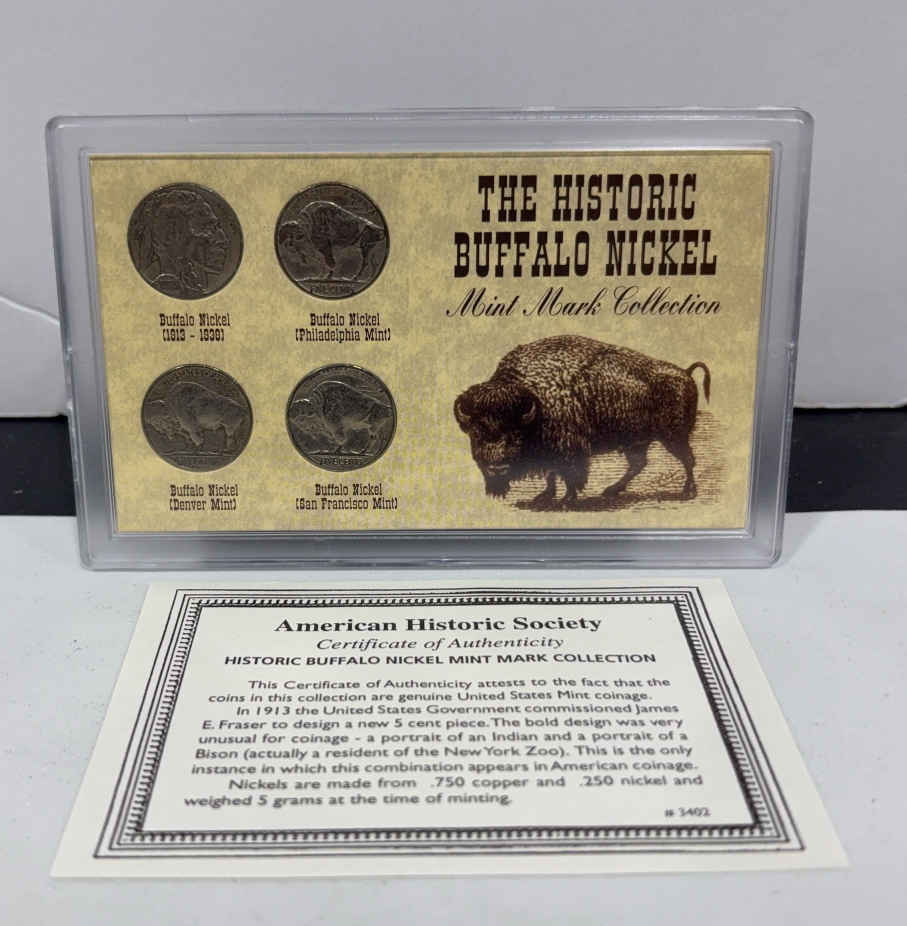 THE HISTORIC
BUFFALO NICKEL
Mint Mark Collection
Buffalo Nickel
(1913 - 1938)
Buffalo Nickel
(Philadelphia Mint)
Buffalo Nickel
(Denver Mint)
Buffalo Nickel
(San Francisco Mint)
American Historic Society
Certificate of Authenticity
HISTORIC BUFFALO NICKEL MINT MARK COLLECTION
This Certificate of Authenticity attests to the fact that the
coins in this collection are genuine United States Mint coinage.
In 1913 the United States Government commissioned James
E. Fraser to design a new 5 cent piece. The bold design was very
unusual for coinage - a portrait of an Indian and a portrait of a
Bison (actually a resident of the New York Zoo). This is the only
instance in which this combination appears in American coinage.
Nickels are made from .750 copper and .250 nickel and
weighed 5 grams at the time of minting.
# 3402